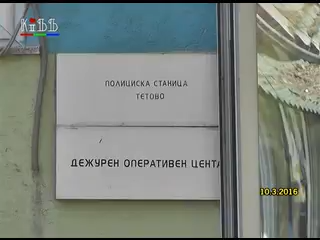 ПОЛИЦИСКА СТАНИЦА
ТЕТОВО
ДЕЖУРЕН ОПЕРАТИВЕН ЦЕНТА
10.3.2016